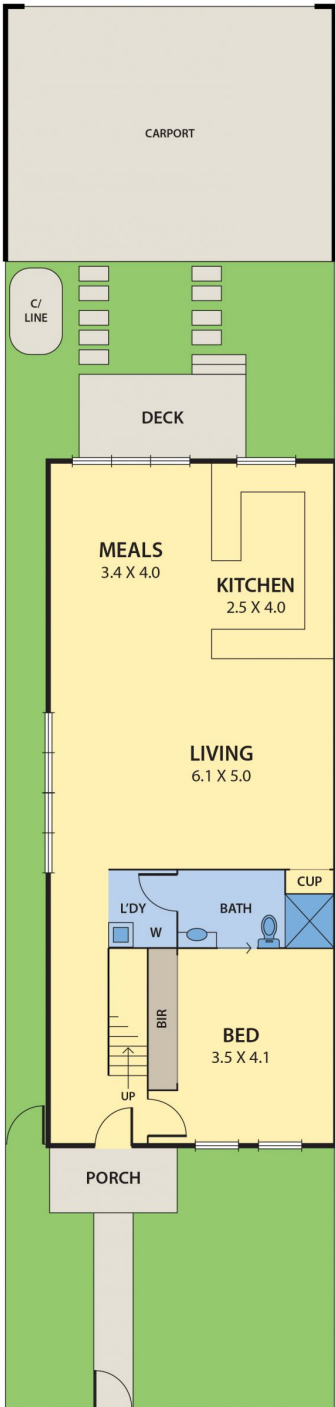 CARPORT
C/
LINE
DECK
MEALS
3.4 X 4.0
KITCHEN
2.5 X 4.0
LIVING
6.1 X 5.0
CUP
L'DY
BATH
W
BIR
BED
3.5 X 4.1
UP
PORCH